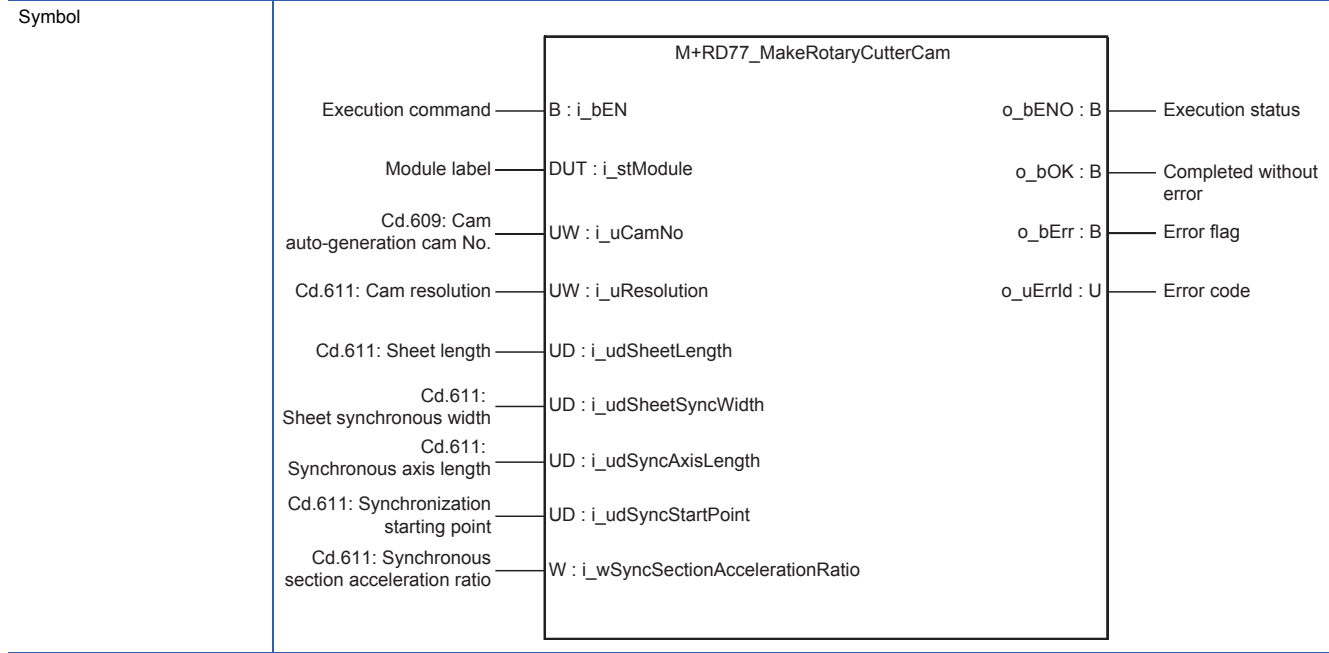 Symbol
M+RD77_MakeRotaryCutterCam
Execution command
B : i_bEN
o_bENO : B
Execution status
Module label
DUT : i_stModule
o_bOK : B
Completed without
error
Cd.609: Cam
auto-generation cam No.
UW : i_uCamNo
o_bErr : B
Error flag
Cd.611: Cam resolution
UW : i_uResolution
o_uErrId : U
Error code
Cd.611: Sheet length
UD : i_udSheetLength
Cd.611:
Sheet synchronous width
UD : i_udSheetSyncWidth
Cd.611:
Synchronous axis length
UD : i_udSyncAxisLength
Cd.611: Synchronization
starting point
UD : i_udSyncStartPoint
Cd.611: Synchronous
section acceleration ratio
W : i_wSyncSectionAccelerationRatio